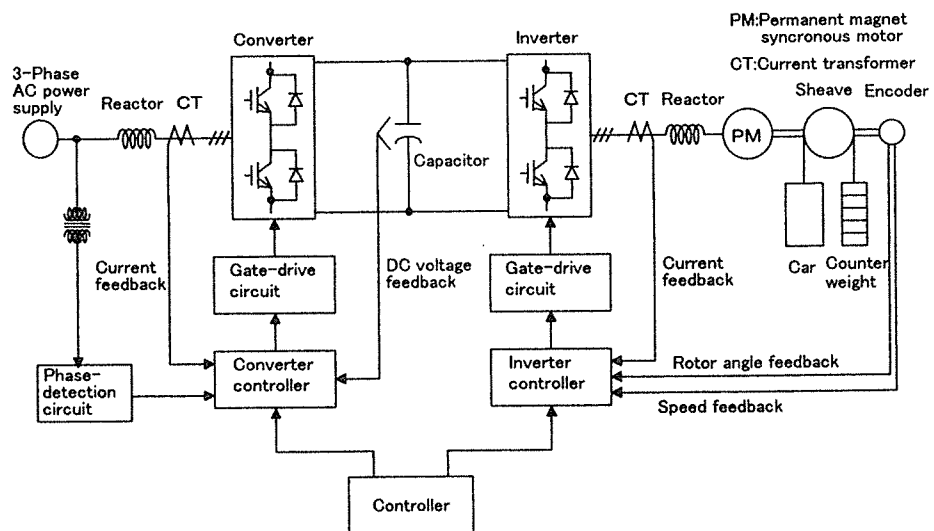 PM:Permanent magnet
syncronous motor
CT:Current transformer
Converter
Inverter
3-Phase
AC power
supply
Reactor
CT
Capacitor
CT
Reactor
PM
Sheave
Encoder
Car
Counter
weight
Current
feedback
Gate-drive
circuit
DC voltage
feedback
Gate-drive
circuit
Current
feedback
Phase-
detection
circuit
Converter
controller
Inverter
controller
Rotor angle feedback
Speed feedback
Controller